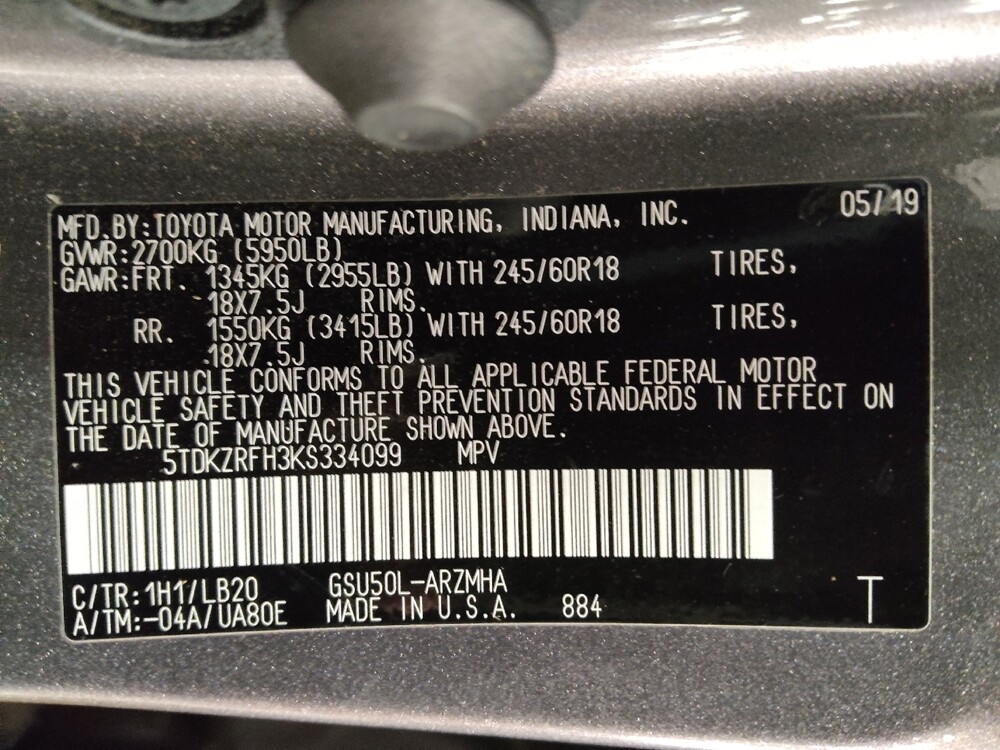 MFD.BY:TOYOTA MOTOR MANUFACTURING, INDIANA, INC. 05/19
GVWR:2700KG (5950LB)
GAWR:FRT. 1345KG (2955LB) WITH 245/60R18 TIRES,
18X7.5J RIMS.
RR. 1550KG (3415LB) WITH 245/60R18 TIRES,
18X7.5J RIMS.
THIS VEHICLE CONFORMS TO ALL APPLICABLE FEDERAL MOTOR
VEHICLE SAFETY AND THEFT PREVENTION STANDARDS IN EFFECT ON
THE DATE OF MANUFACTURE SHOWN ABOVE.
5TDKZRFH3KS334099 MPV
C/TR:1H1/LB20 GSU50L-ARZMHA
A/TM:-04A/UA80E MADE IN U.S.A. 884 T